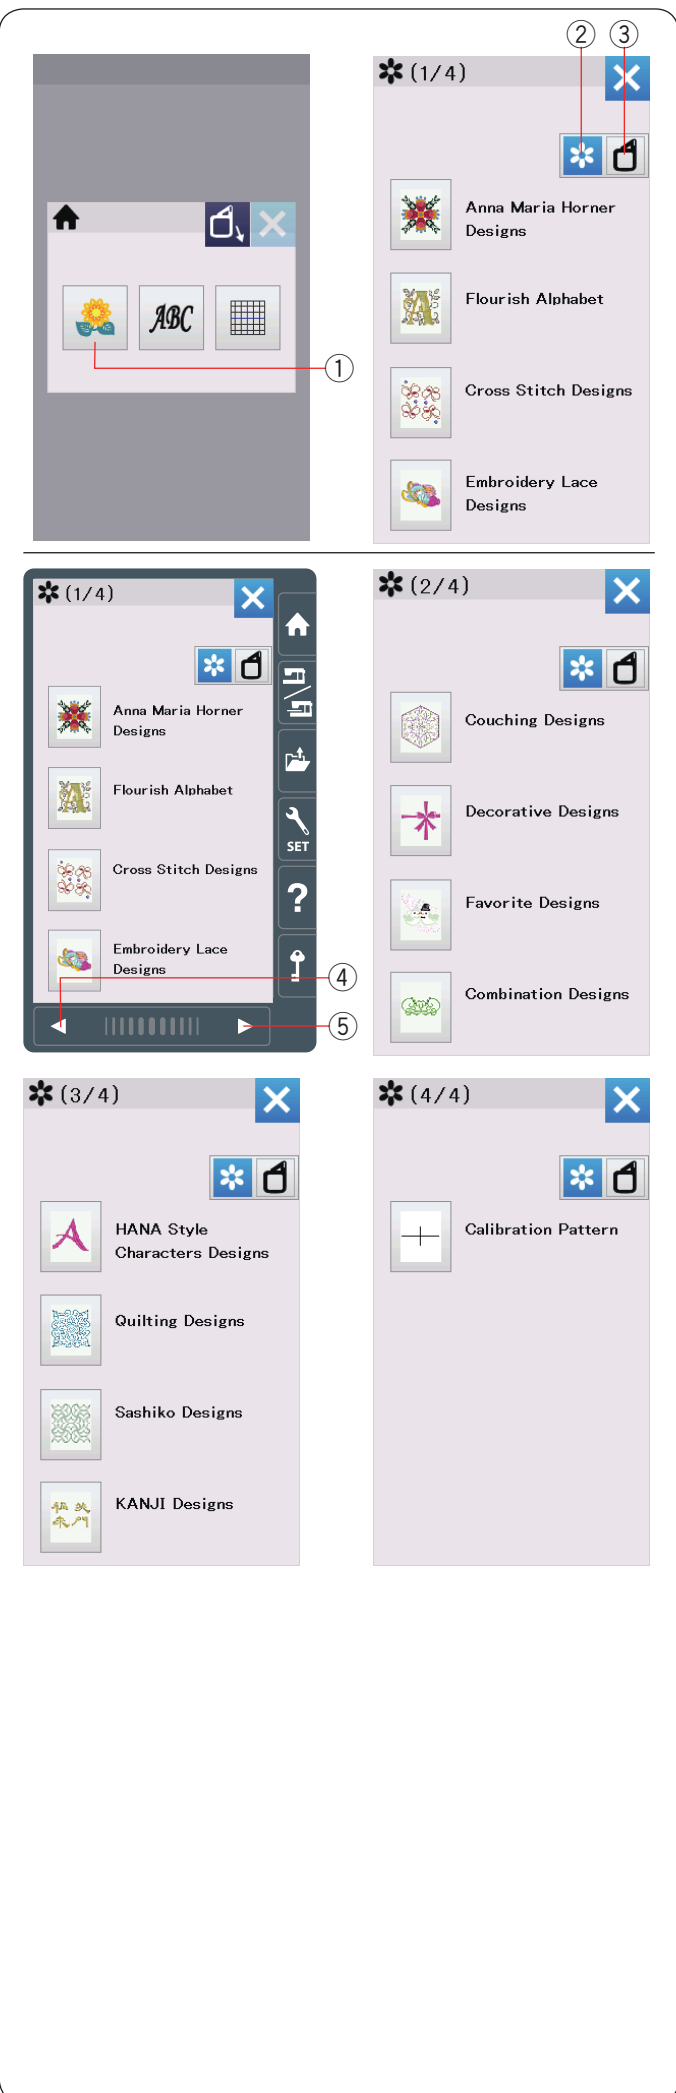 ② ③
(1/4)
ABC
①
Anna Maria Horner
Designs
Flourish Alphabet
Cross Stitch Designs
Embroidery Lace
Designs
(1/4)
Anna Maria Horner
Designs
Flourish Alphabet
Cross Stitch Designs
Embroidery Lace
Designs
SET
?
④
⑤
(2/4)
Couching Designs
Decorative Designs
Favorite Designs
Combination Designs
(3/4)
HANA Style
Characters Designs
Quilting Designs
Sashiko Designs
KANJI Designs
(4/4)
Calibration Pattern